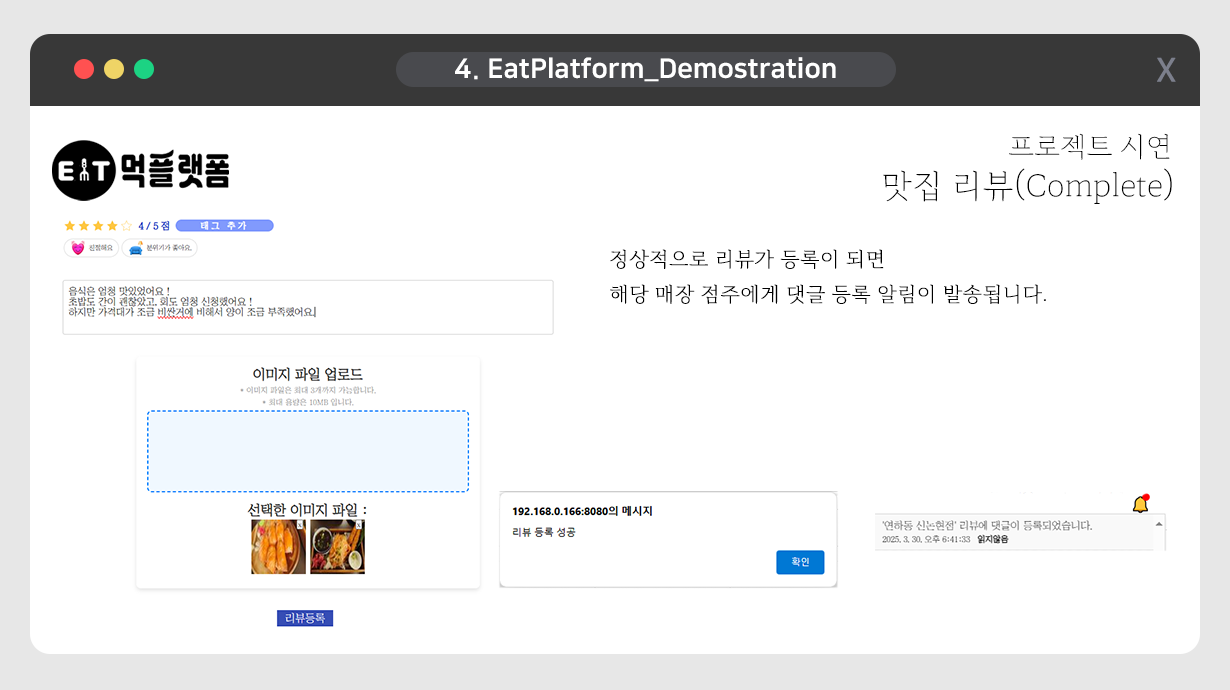 4. EatPlatform_Demostration
X
EAT 먹플랫폼
프로젝트 시연
맛집 리뷰(Complete)
4/5점
태그 추가
신선해요
분위기가 좋아요.
정상적으로 리뷰가 등록이 되면
해당 매장 점주에게 댓글 등록 알림이 발송됩니다.
음식은 엄청 맛있었어요 !
초밥도 간이 괜찮았고, 회도 엄청 신청했어요 !
하지만 가격대가 조금 비싼거에 비해서 양이 조금 부족했어요.
이미지 파일 업로드
* 이미지 파일은 최대 3개까지 가능합니다.
* 최대 용량은 10MB 입니다.
선택한 이미지 파일 :
X
X
리뷰등록
192.168.0.166:8080의 메시지
리뷰 등록 성공
확인
'연하동 신논현점' 리뷰에 댓글이 등록되었습니다.
2025. 3. 30. 오후 6:41:33 읽지않음